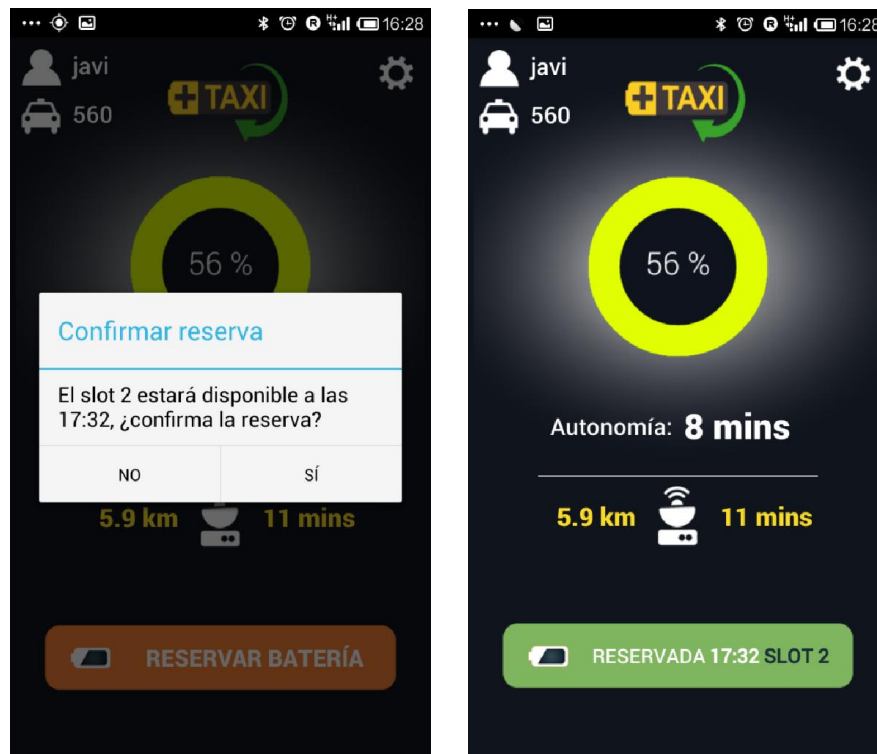 16:28
javi
TAXI
560
56 %
Confirmar reserva
El slot 2 estará disponible a las
17:32, ¿confirma la reserva?
NO SÍ
5.9 km 11 mins
RESERVAR BATERÍA
16:28
javi
TAXI
560
56 %
Autonomía: 8 mins
5.9 km 11 mins
RESERVADA 17:32 SLOT 2